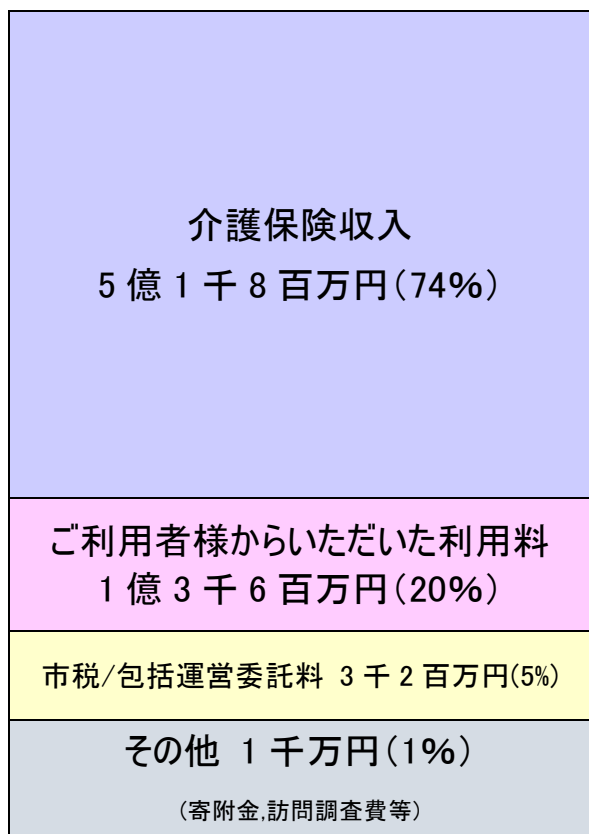 介護保険収入
5億1千8百万円(74%)
ご利用者様からいただいた利用料
1億3千6百万円(20%)
市税/包括運営委託料 3千2百万円(5%)
その他 1千万円(1%)
(寄附金,訪問調査費等)